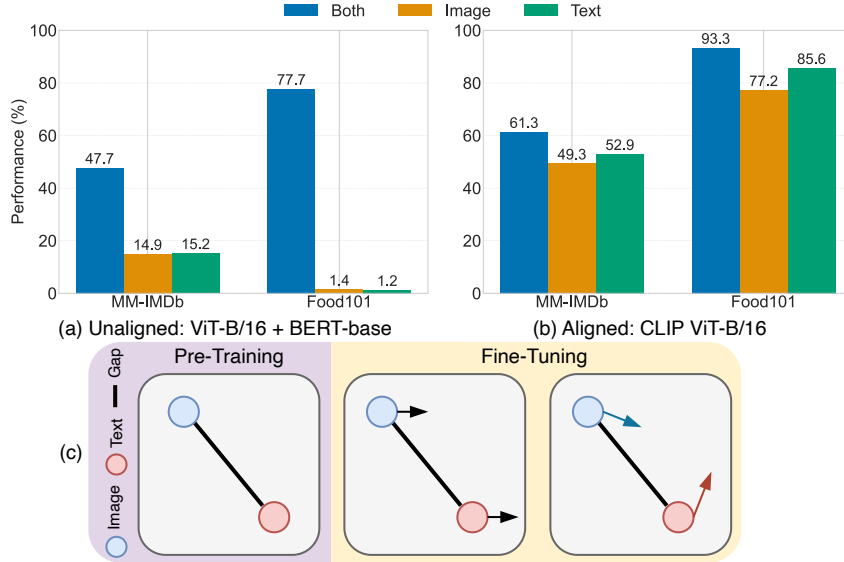 Both Image Text
Performance (%)
100
80
60
40
20
0
47.7
14.9
15.2
77.7
1.4
1.2
MM-IMDb Food101
(a) Unaligned: ViT-B/16 + BERT-base
100
80
60
40
20
0
61.3
49.3
52.9
93.3
77.2
85.6
MM-IMDb Food101
(b) Aligned: CLIP ViT-B/16
(c)
Image Text Gap
Pre-Training
Fine-Tuning